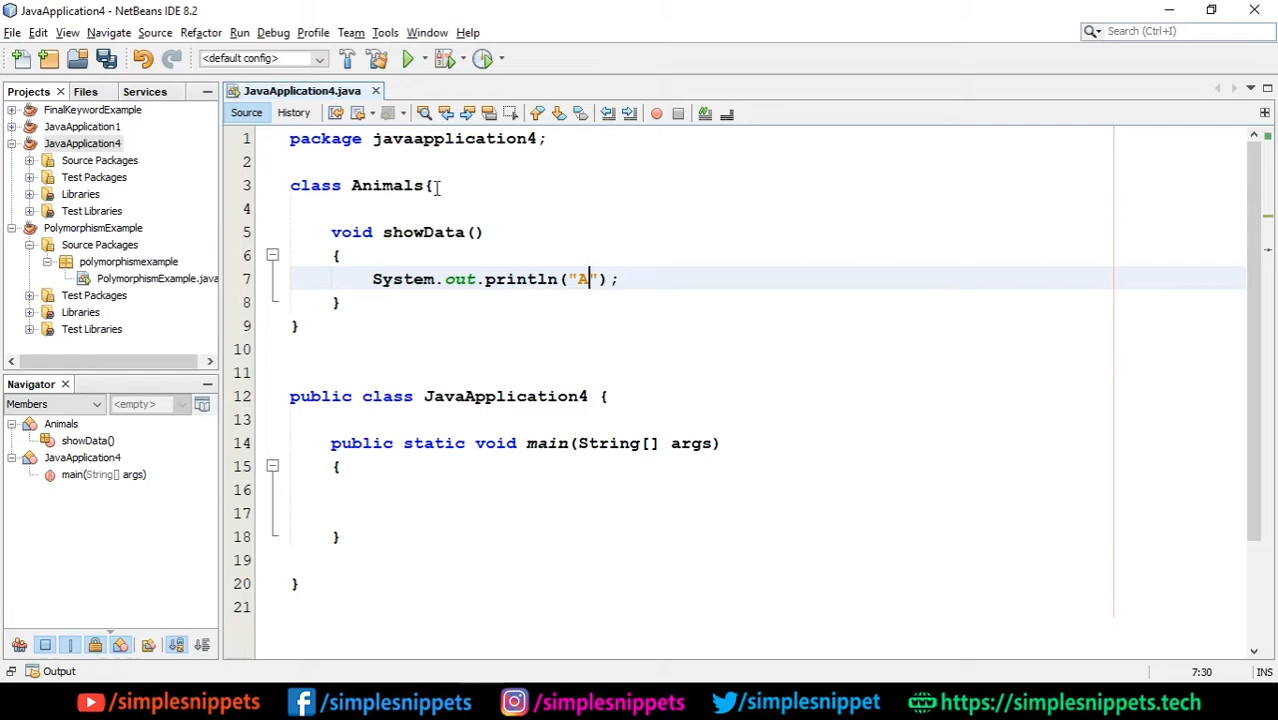 JavaApplication4 - NetBeans IDE 8.2
File Edit View Navigate Source Refactor Run Debug Profile Team Tools Window Help
Search (Ctrl+I)
<default config>
Projects Files Services
JavaApplication4.java
Source History
FinalKeywordExample
JavaApplication1
JavaApplication4
Source Packages
Test Packages
Libraries
Test Libraries
PolymorphismExample
Source Packages
polymorphismexample
PolymorphismExample.java
Test Packages
Libraries
Test Libraries
Navigator
Members <empty>
Animals
showData()
JavaApplication4
main(String[] args)
1 package javaapplication4;
2
3 class Animals{
4
5 void showData()
6 {
7 System.out.println("A");
8 }
9 }
10
11
12 public class JavaApplication4 {
13
14 public static void main(String[] args)
15 {
16
17
18 }
19
20 }
21
Output
7:30 INS
/simplesnippets /simplesnippets /simplesnippets /simplesnippets https://simplesnippets.tech